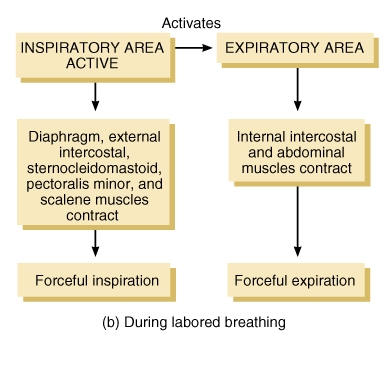 Activates
INSPIRATORY AREA
ACTIVE
EXPIRATORY AREA
Diaphragm, external
intercostal,
sternocleidomastoid,
pectoralis minor, and
scalene muscles
contract
Internal intercostal
and abdominal
muscles contract
Forceful inspiration
Forceful expiration
(b) During labored breathing